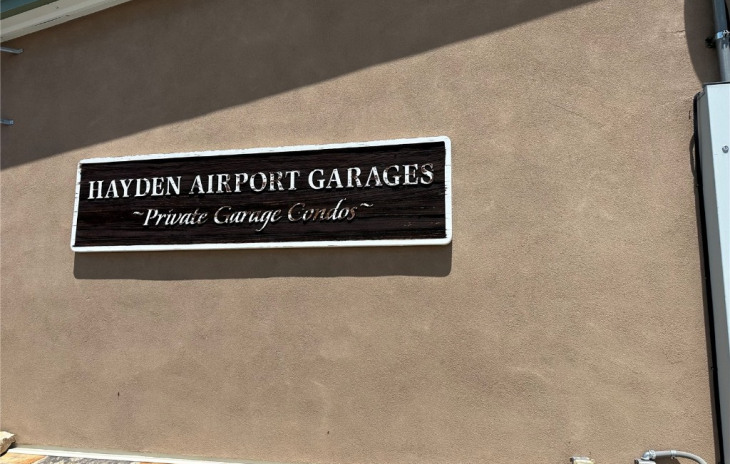 HAYDEN AIRPORT GARAGES
~Private Garage Condos~